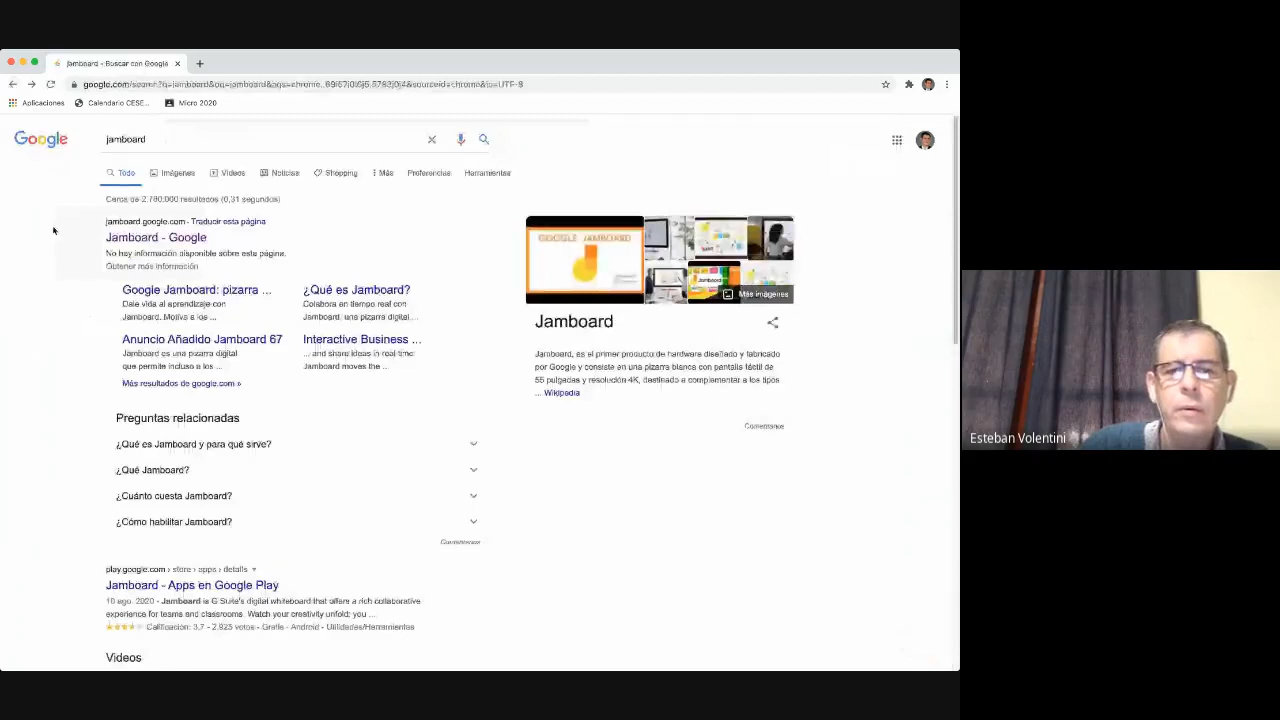 Jamboard - Buscar con Google
Aplicaciones
Calendario CESE...
Micro 2020
Google
jamboard
Todo
Imágenes
Videos
Noticias
Shopping
Más
Preferencias
Herramientas
Cerca de 2,780,000 resultados (0,31 segundos)
jamboard.google.com - Traducir esta página
Jamboard - Google
No hay información disponible sobre esta página.
Obtener más información
Google Jamboard: pizarra ...
Dale vida al aprendizaje con
Jamboard. Motiva a los ...
¿Qué es Jamboard?
Colabora en tiempo real con
Jamboard, una pizarra digital ...
Anuncio Añadido Jamboard 67
Jamboard es una pizarra digital
que permite incluso a los ...
Interactive Business ...
... and share ideas in real-time:
Jamboard moves the ...
Más resultados de google.com »
Preguntas relacionadas
¿Qué es Jamboard y para qué sirve?
¿Qué Jamboard?
¿Cuánto cuesta Jamboard?
¿Cómo habilitar Jamboard?
Comentarios
play.google.com › store › apps › details
Jamboard - Apps en Google Play
18 ago. 2020 - Jamboard is G Suite's digital whiteboard that offers a rich collaborative
experience for teams and classrooms. Watch your creativity unfold: you ...
Calificación: 3,7 - 2.825 votos - Gratis - Android - Utilidades/Herramientas
Videos
GOOGLE JAMBOARD
Más imágenes
Jamboard
Jamboard, es el primer producto de hardware diseñado y fabricado
por Google y consiste en una pizarra blanca con pantalla táctil de
55 pulgadas y resolución 4K, destinado a complementar a los tipos
... Wikipedia
Comentarios
Esteban Volentini